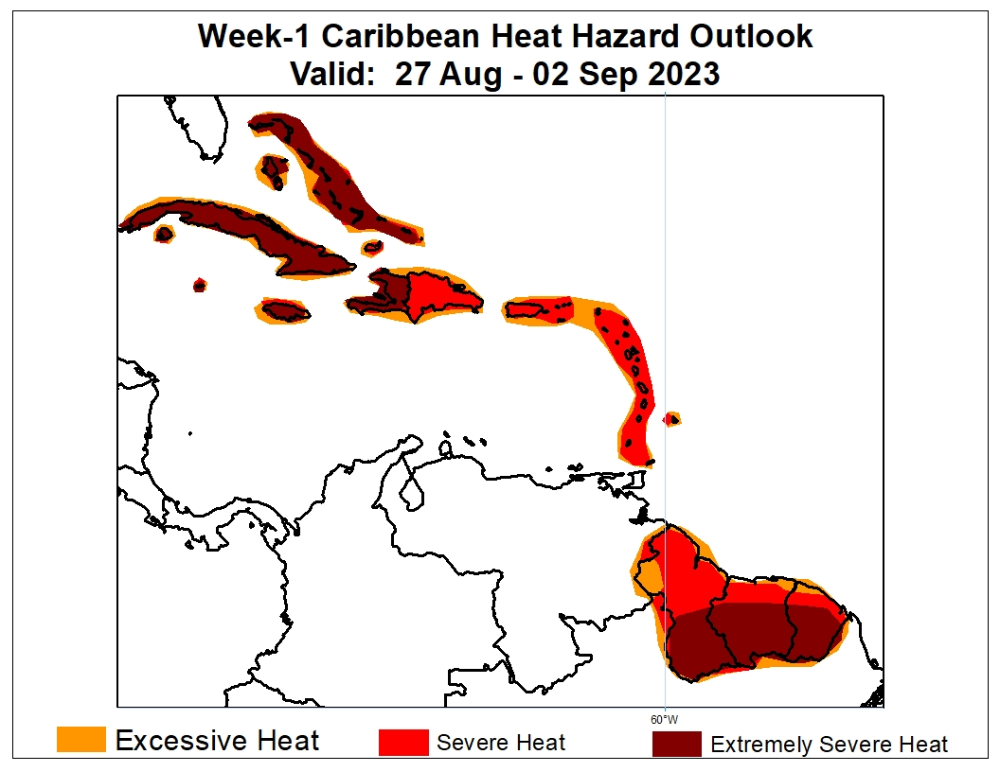 Week-1 Caribbean Heat Hazard Outlook
Valid:  27 Aug - 02 Sep 2023
60°W
Excessive Heat
Severe Heat
Extremely Severe Heat